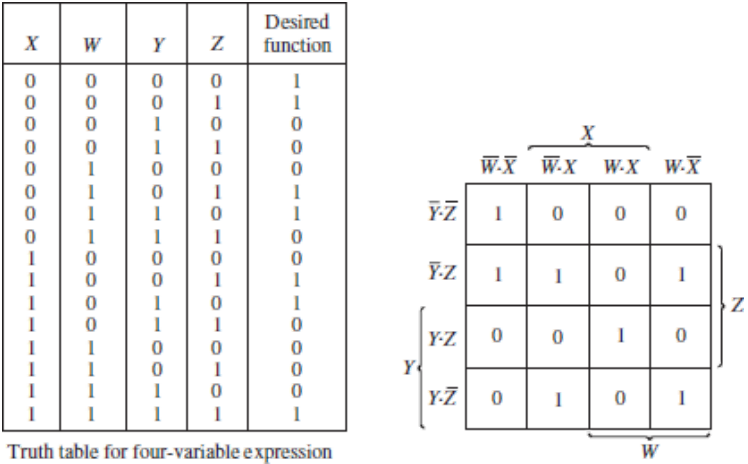 X W Y Z Desired function
0 0 0 0 1
0 0 0 1 1
0 0 1 0 0
0 0 1 1 0
0 1 0 0 0
0 1 0 1 1
0 1 1 0 1
0 1 1 1 0
1 0 0 0 0
1 0 0 1 1
1 0 1 0 1
1 0 1 1 0
1 1 0 0 0
1 1 0 1 0
1 1 1 0 0
1 1 1 1 1
Truth table for four-variable expression
X
W̅·X̅ W̅·X W·X W·X̅
Y̅·Z̅ 1 0 0 0
Y̅·Z 1 1 0 1
Z
Y·Z 0 0 1 0
Y
Y·Z̅ 0 1 0 1
W